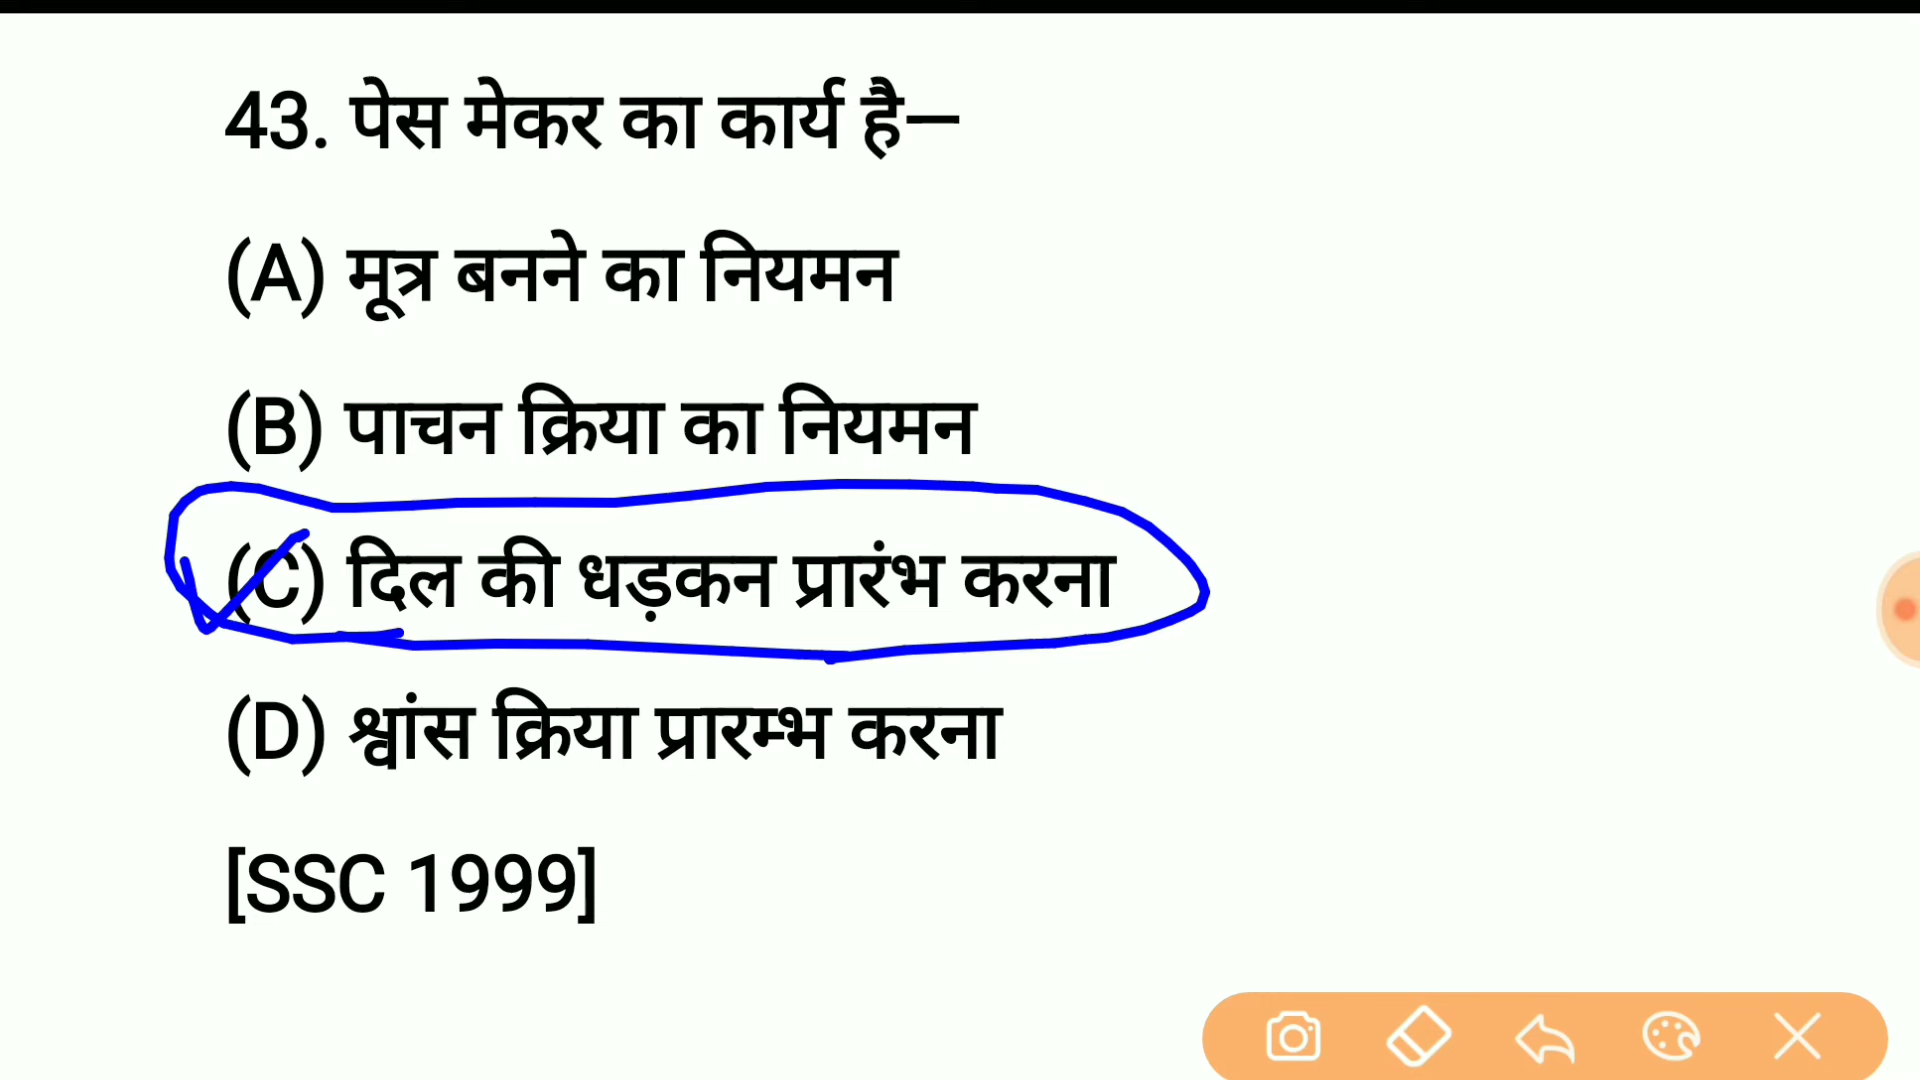 43. पेस मेकर का कार्य है—
(A) मूत्र बनने का नियमन
(B) पाचन क्रिया का नियमन
(C) दिल की धड़कन प्रारंभ करना
(D) श्वांस क्रिया प्रारम्भ करना
[SSC 1999]